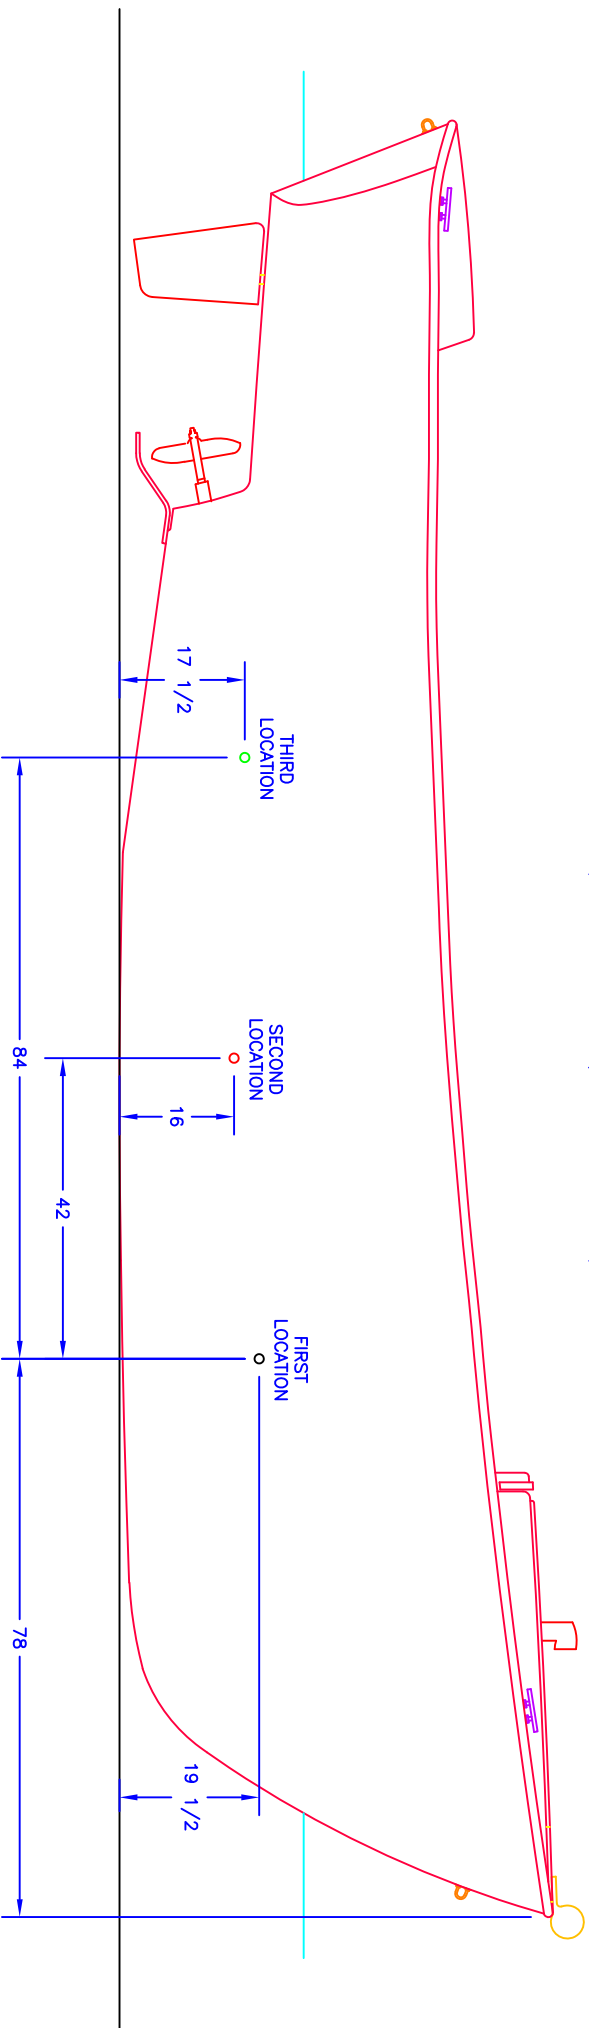 17 1/2
THIRD
LOCATION
84
SECOND
LOCATION
16
42
FIRST
LOCATION
78
19 1/2